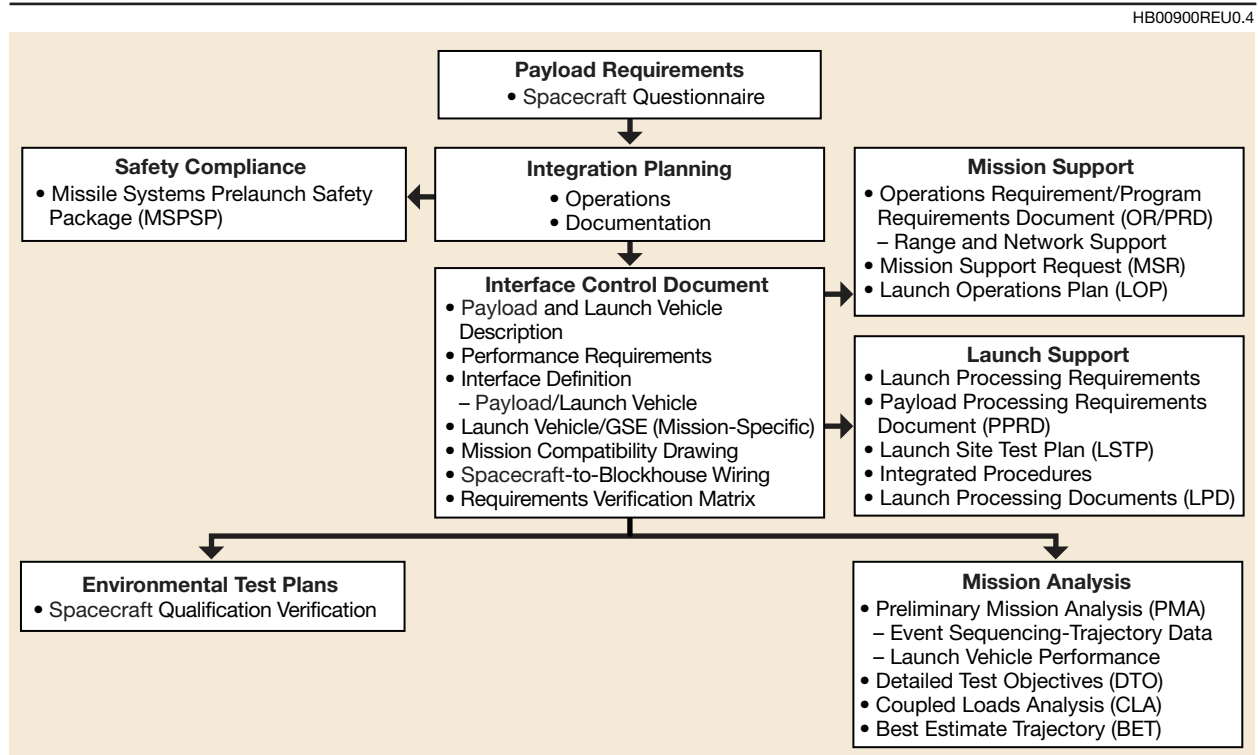 HB00900REU0.4
Payload Requirements
• Spacecraft Questionnaire
Safety Compliance
• Missile Systems Prelaunch Safety
Package (MSPSP)
Integration Planning
• Operations
• Documentation
Mission Support
• Operations Requirement/Program
Requirements Document (OR/PRD)
– Range and Network Support
• Mission Support Request (MSR)
• Launch Operations Plan (LOP)
Interface Control Document
• Payload and Launch Vehicle
Description
• Performance Requirements
• Interface Definition
– Payload/Launch Vehicle
• Launch Vehicle/GSE (Mission-Specific)
• Mission Compatibility Drawing
• Spacecraft-to-Blockhouse Wiring
• Requirements Verification Matrix
Launch Support
• Launch Processing Requirements
• Payload Processing Requirements
Document (PPRD)
• Launch Site Test Plan (LSTP)
• Integrated Procedures
• Launch Processing Documents (LPD)
Environmental Test Plans
• Spacecraft Qualification Verification
Mission Analysis
• Preliminary Mission Analysis (PMA)
– Event Sequencing-Trajectory Data
– Launch Vehicle Performance
• Detailed Test Objectives (DTO)
• Coupled Loads Analysis (CLA)
• Best Estimate Trajectory (BET)